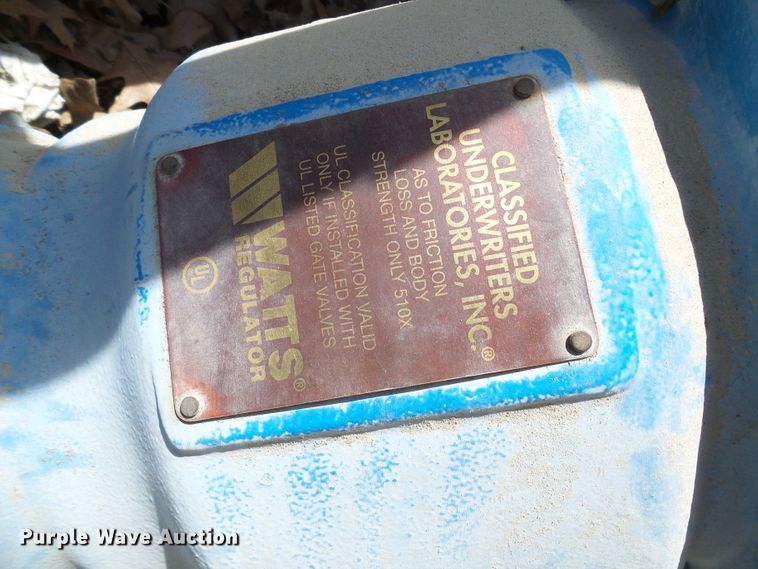 CLASSIFIED
UNDERWRITERS
LABORATORIES, INC.®
AS TO FRICTION
LOSS AND BODY
STRENGTH ONLY 510X
UL CLASSIFICATION VALID
ONLY IF INSTALLED WITH
UL LISTED GATE VALVES
WATTS®
REGULATOR
UL
Purple Wave Auction